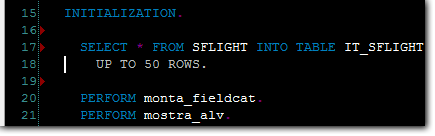 15 INITIALIZATION.
16
17 SELECT * FROM SFLIGHT INTO TABLE IT_SFLIGHT
18 UP TO 50 ROWS.
19
20 PERFORM monta_fieldcat.
21 PERFORM mostra_alv.